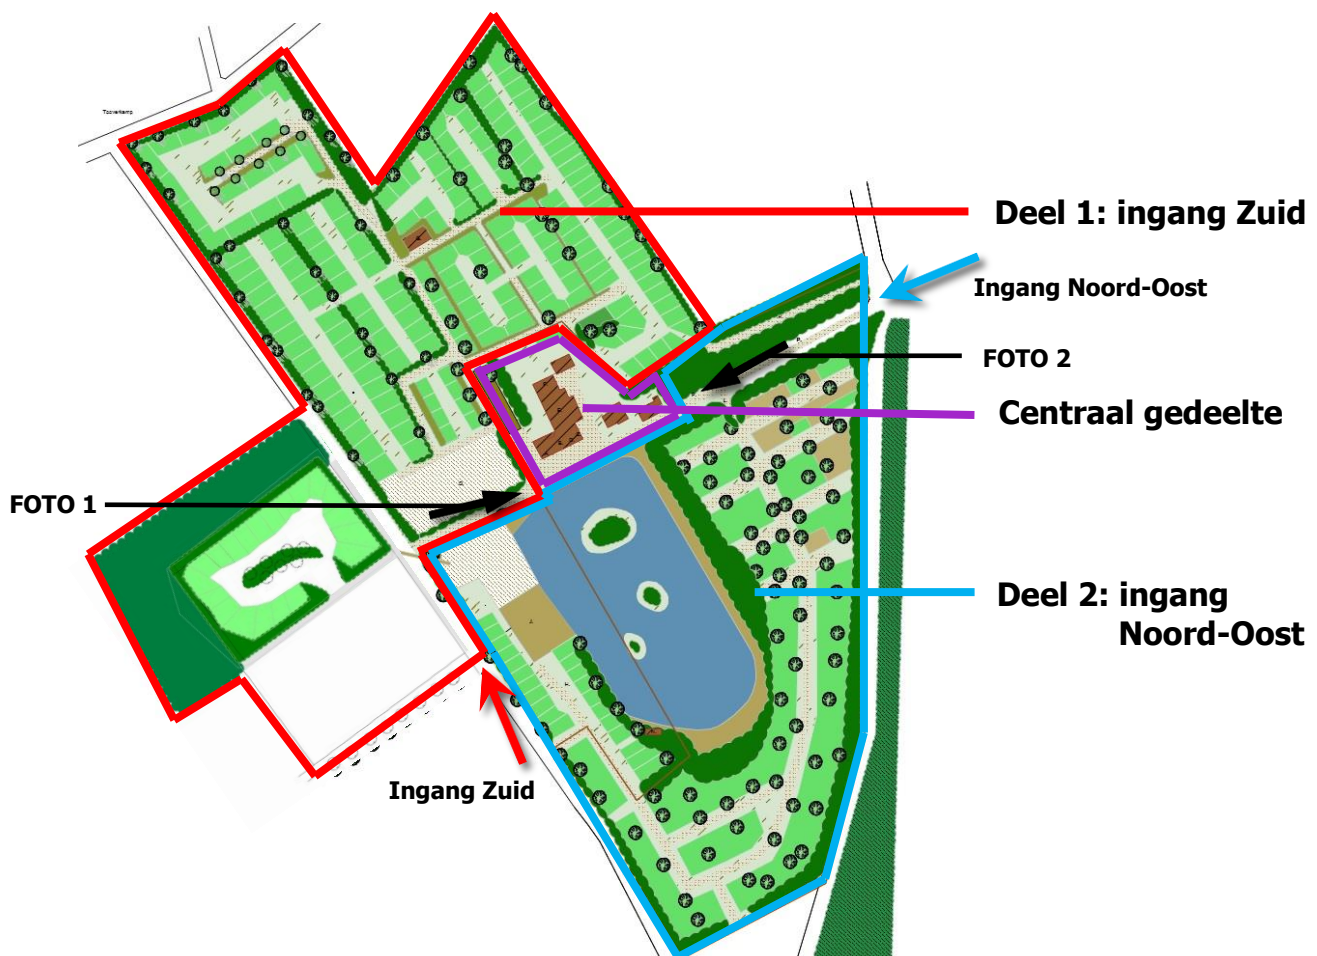 Toaverkamp
Deel 1: ingang Zuid
Ingang Noord-Oost
FOTO 2
Centraal gedeelte
FOTO 1
Deel 2: ingang
Noord-Oost
Ingang Zuid